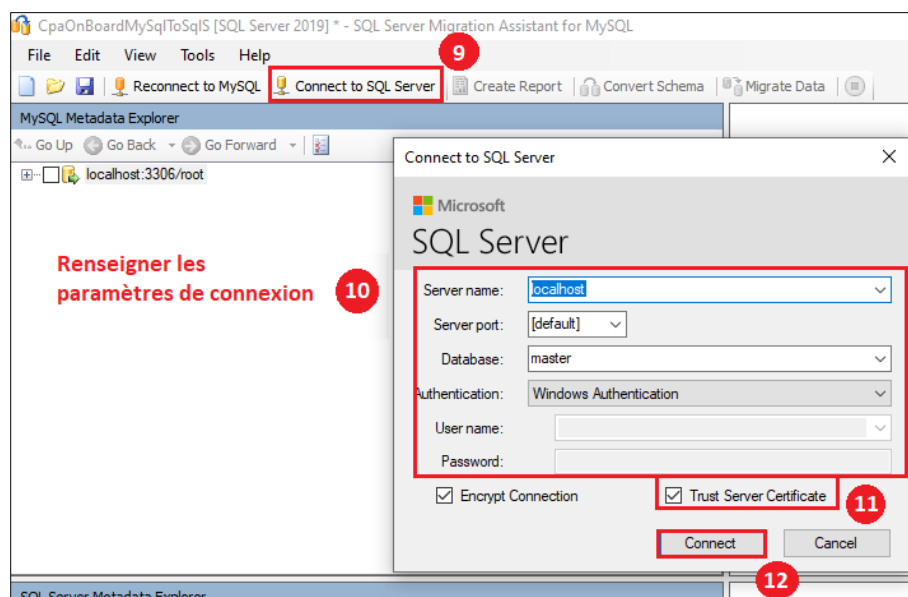 CpaOnBoardMySqlToSqlS [SQL Server 2019] * - SQL Server Migration Assistant for MySQL
File Edit View Tools Help
9
Reconnect to MySQL Connect to SQL Server Create Report Convert Schema Migrate Data
MySQL Metadata Explorer
Go Up Go Back Go Forward
localhost:3306/root
Connect to SQL Server
Microsoft
SQL Server
Renseigner les
paramètres de connexion
10
Server name: localhost
Server port: [default]
Database: master
Authentication: Windows Authentication
User name:
Password:
Encrypt Connection Trust Server Certificate
11
Connect Cancel
12
SQL Server Metadata Explorer